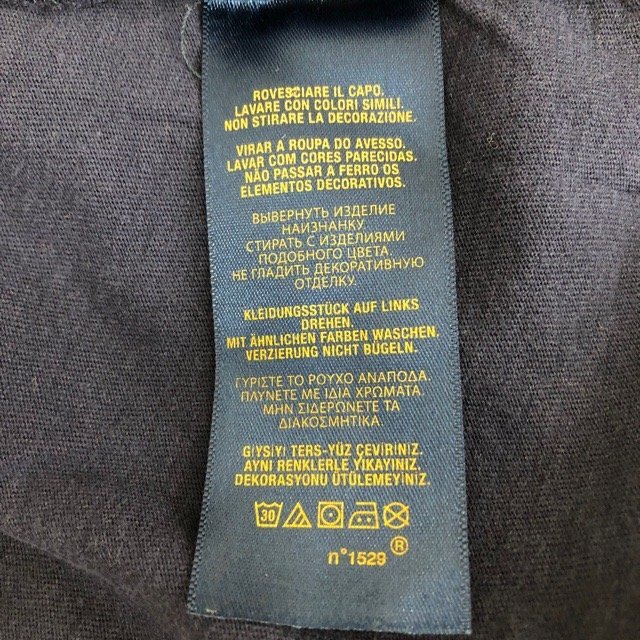 ROVESCIARE IL CAPO.
LAVARE CON COLORI SIMILI.
NON STIRARE LA DECORAZIONE.
VIRAR À ROUPA DO AVESSO.
LAVAR COM CORES PARECIDAS.
NÃO PASSAR A FERRO OS
ELEMENTOS DECORATIVOS.
ВЫВЕРНУТЬ ИЗДЕЛИЕ
НАИЗНАНКУ.
СТИРАТЬ С ИЗДЕЛИЯМИ
ПОДОБНОГО ЦВЕТА.
НЕ ГЛАДИТЬ ДЕКОРАТИВНУЮ
ОТДЕЛКУ.
KLEIDUNGSSTÜCK AUF LINKS
DREHEN.
MIT ÄHNLICHEN FARBEN WASCHEN.
VERZIERUNG NICHT BÜGELN.
ΓΥΡΙΣΤΕ ΤΟ ΡΟΥΧΟ ΑΝΑΠΟΔΑ.
ΠΛΥΝΕΤΕ ΜΕ ΙΔΙΑ ΧΡΩΜΑΤΑ.
ΜΗΝ ΣΙΔΕΡΩΝΕΤΕ ΤΑ
ΔΙΑΚΟΣΜΗΤΙΚΑ.
GİYSİYİ TERS-YÜZ ÇEVİRİNİZ.
AYNI RENKLERLE YIKAYINIZ.
DEKORASYONU ÜTÜLEMEYİNİZ.
30
n°1529 ®